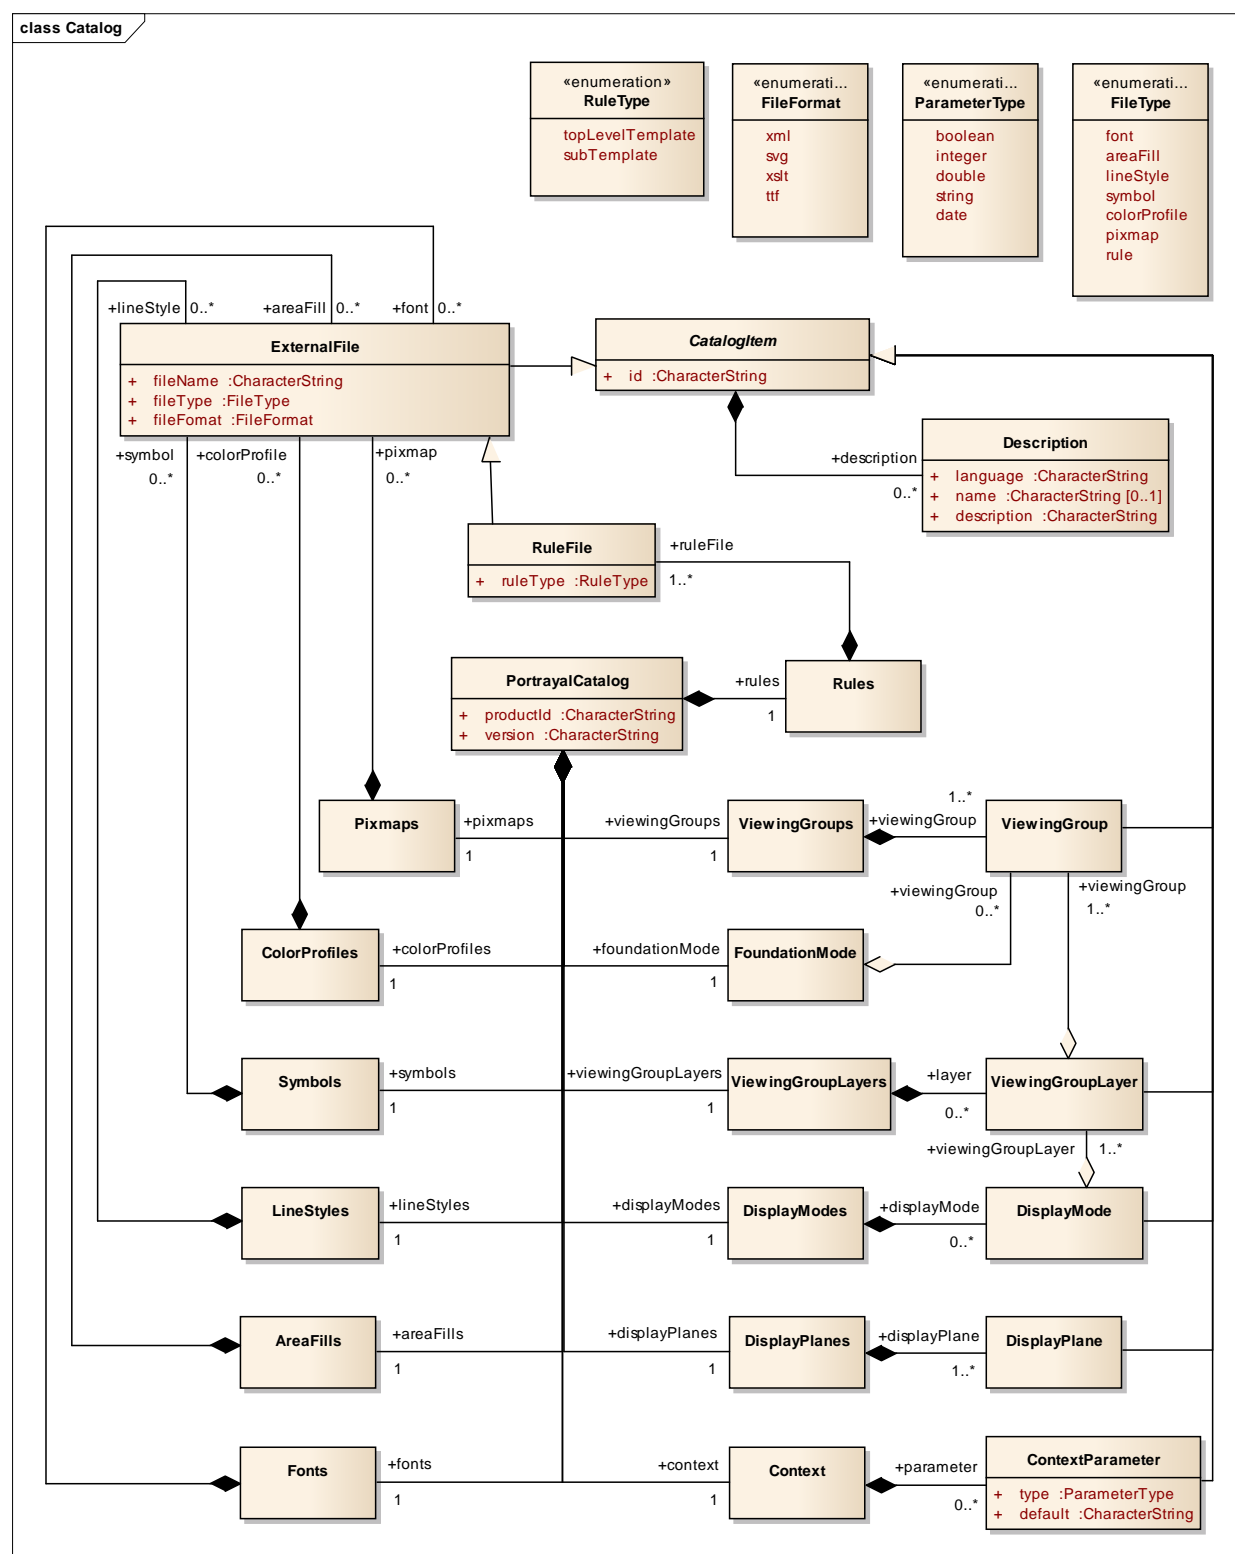 class Catalog
«enumeration»
RuleType
topLevelTemplate
subTemplate
«enumerati...
FileFormat
xml
svg
xslt
ttf
«enumerati...
ParameterType
boolean
integer
double
string
date
«enumerati...
FileType
font
areaFill
lineStyle
symbol
colorProfile
pixmap
rule
+lineStyle 0..*
+areaFill 0..*
+font 0..*
ExternalFile
+ fileName :CharacterString
+ fileType :FileType
+ fileFomat :FileFormat
CatalogItem
+ id :CharacterString
+symbol
0..*
+colorProfile
0..*
+pixmap
0..*
+description
0..*
Description
+ language :CharacterString
+ name :CharacterString [0..1]
+ description :CharacterString
RuleFile
+ ruleType :RuleType
+ruleFile
1..*
PortrayalCatalog
+ productId :CharacterString
+ version :CharacterString
+rules
1
Rules
Pixmaps
+pixmaps
1
+viewingGroups
1
ViewingGroups
1..*
+viewingGroup
ViewingGroup
+viewingGroup
0..*
+viewingGroup
1..*
ColorProfiles
+colorProfiles
1
+foundationMode
1
FoundationMode
Symbols
+symbols
1
+viewingGroupLayers
1
ViewingGroupLayers
+layer
0..*
ViewingGroupLayer
+viewingGroupLayer 1..*
LineStyles
+lineStyles
1
+displayModes
1
DisplayModes
+displayMode
0..*
DisplayMode
AreaFills
+areaFills
1
+displayPlanes
1
DisplayPlanes
+displayPlane
1..*
DisplayPlane
Fonts
+fonts
1
+context
1
Context
+parameter
0..*
ContextParameter
+ type :ParameterType
+ default :CharacterString